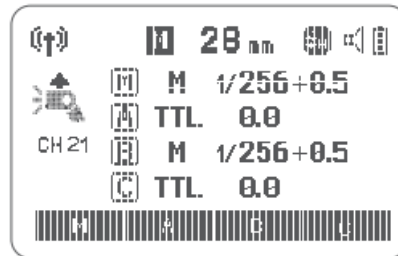 M 28 mm
M M 1/256+0.5
A TTL. 0.0
CH 21
B M 1/256+0.5
C TTL. 0.0
M A B C